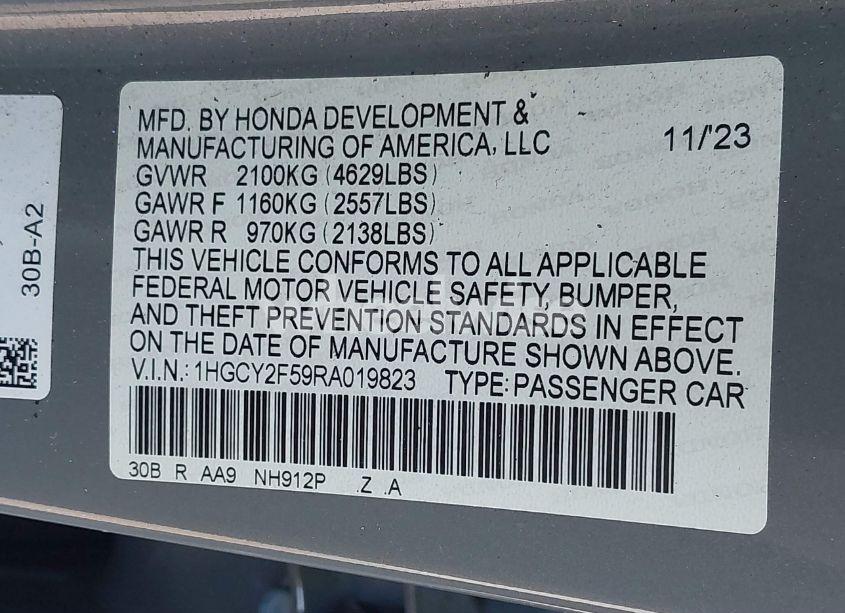 MFD. BY HONDA DEVELOPMENT &
MANUFACTURING OF AMERICA, LLC 11/'23
GVWR 2100KG (4629LBS)
GAWR F 1160KG (2557LBS)
GAWR R 970KG (2138LBS)
THIS VEHICLE CONFORMS TO ALL APPLICABLE
FEDERAL MOTOR VEHICLE SAFETY, BUMPER,
AND THEFT PREVENTION STANDARDS IN EFFECT
ON THE DATE OF MANUFACTURE SHOWN ABOVE.
V.I.N.: 1HGCY2F59RA019823 TYPE: PASSENGER CAR
30B R AA9 NH912P .Z .A
30B-A2